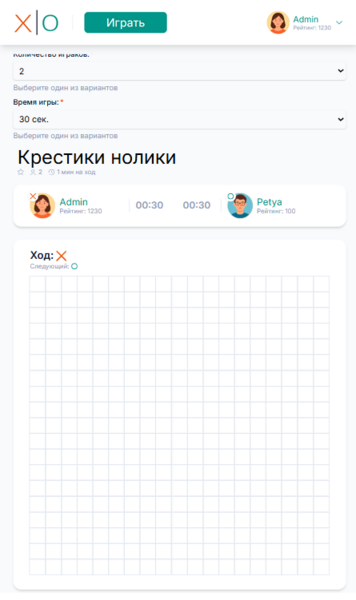 X|O
Играть
Admin
Рейтинг: 1230
Количество игроков:
2
Выберите один из вариантов
Время игры:*
30 сек.
Выберите один из вариантов
Крестики нолики
2 1 мин на ход
Admin
Рейтинг: 1230
00:30
00:30
Petya
Рейтинг: 100
Ход:
Следующий: